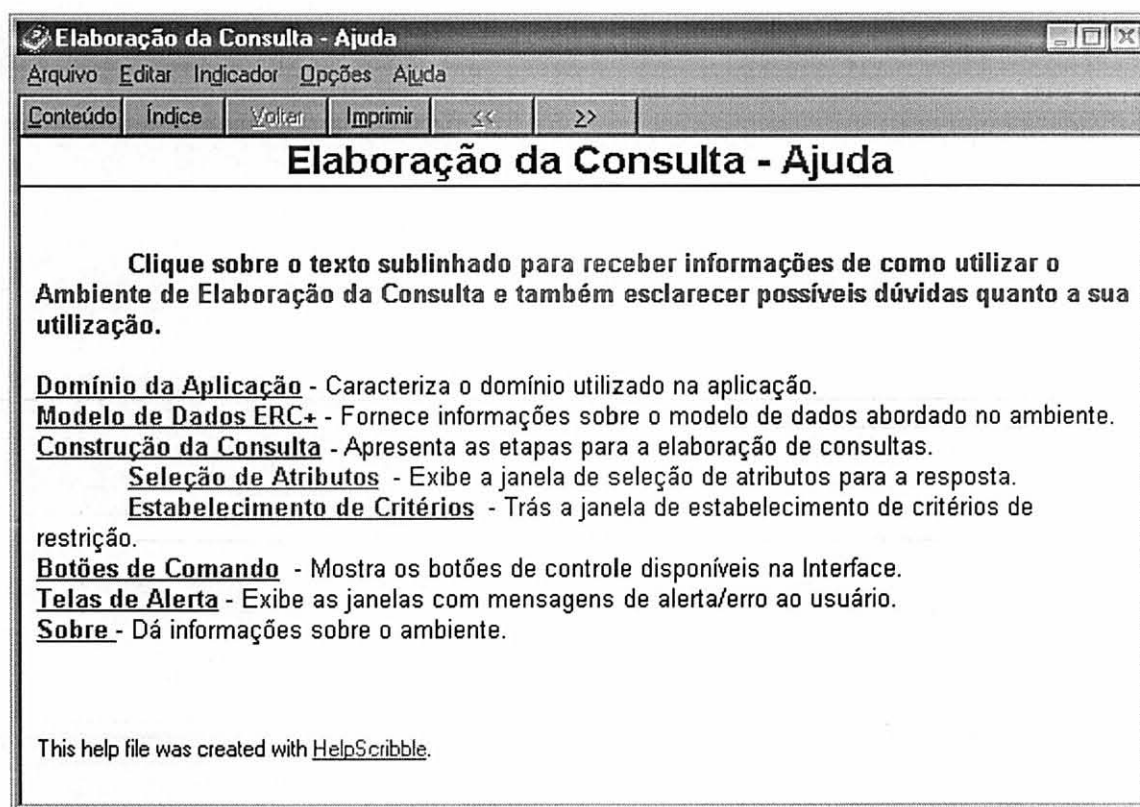 Elaboração da Consulta - Ajuda
Arquivo Editar Indicador Opções Ajuda
Conteúdo Índice Voltar Imprimir << >>
Elaboração da Consulta - Ajuda
Clique sobre o texto sublinhado para receber informações de como utilizar o
Ambiente de Elaboração da Consulta e também esclarecer possíveis dúvidas quanto a sua
utilização.
Domínio da Aplicação - Caracteriza o domínio utilizado na aplicação.
Modelo de Dados ERC+ - Fornece informações sobre o modelo de dados abordado no ambiente.
Construção da Consulta - Apresenta as etapas para a elaboração de consultas.
Seleção de Atributos - Exibe a janela de seleção de atributos para a resposta.
Estabelecimento de Critérios - Trás a janela de estabelecimento de critérios de
restrição.
Botões de Comando - Mostra os botões de controle disponíveis na Interface.
Telas de Alerta - Exibe as janelas com mensagens de alerta/erro ao usuário.
Sobre - Dá informações sobre o ambiente.
This help file was created with HelpScribble.